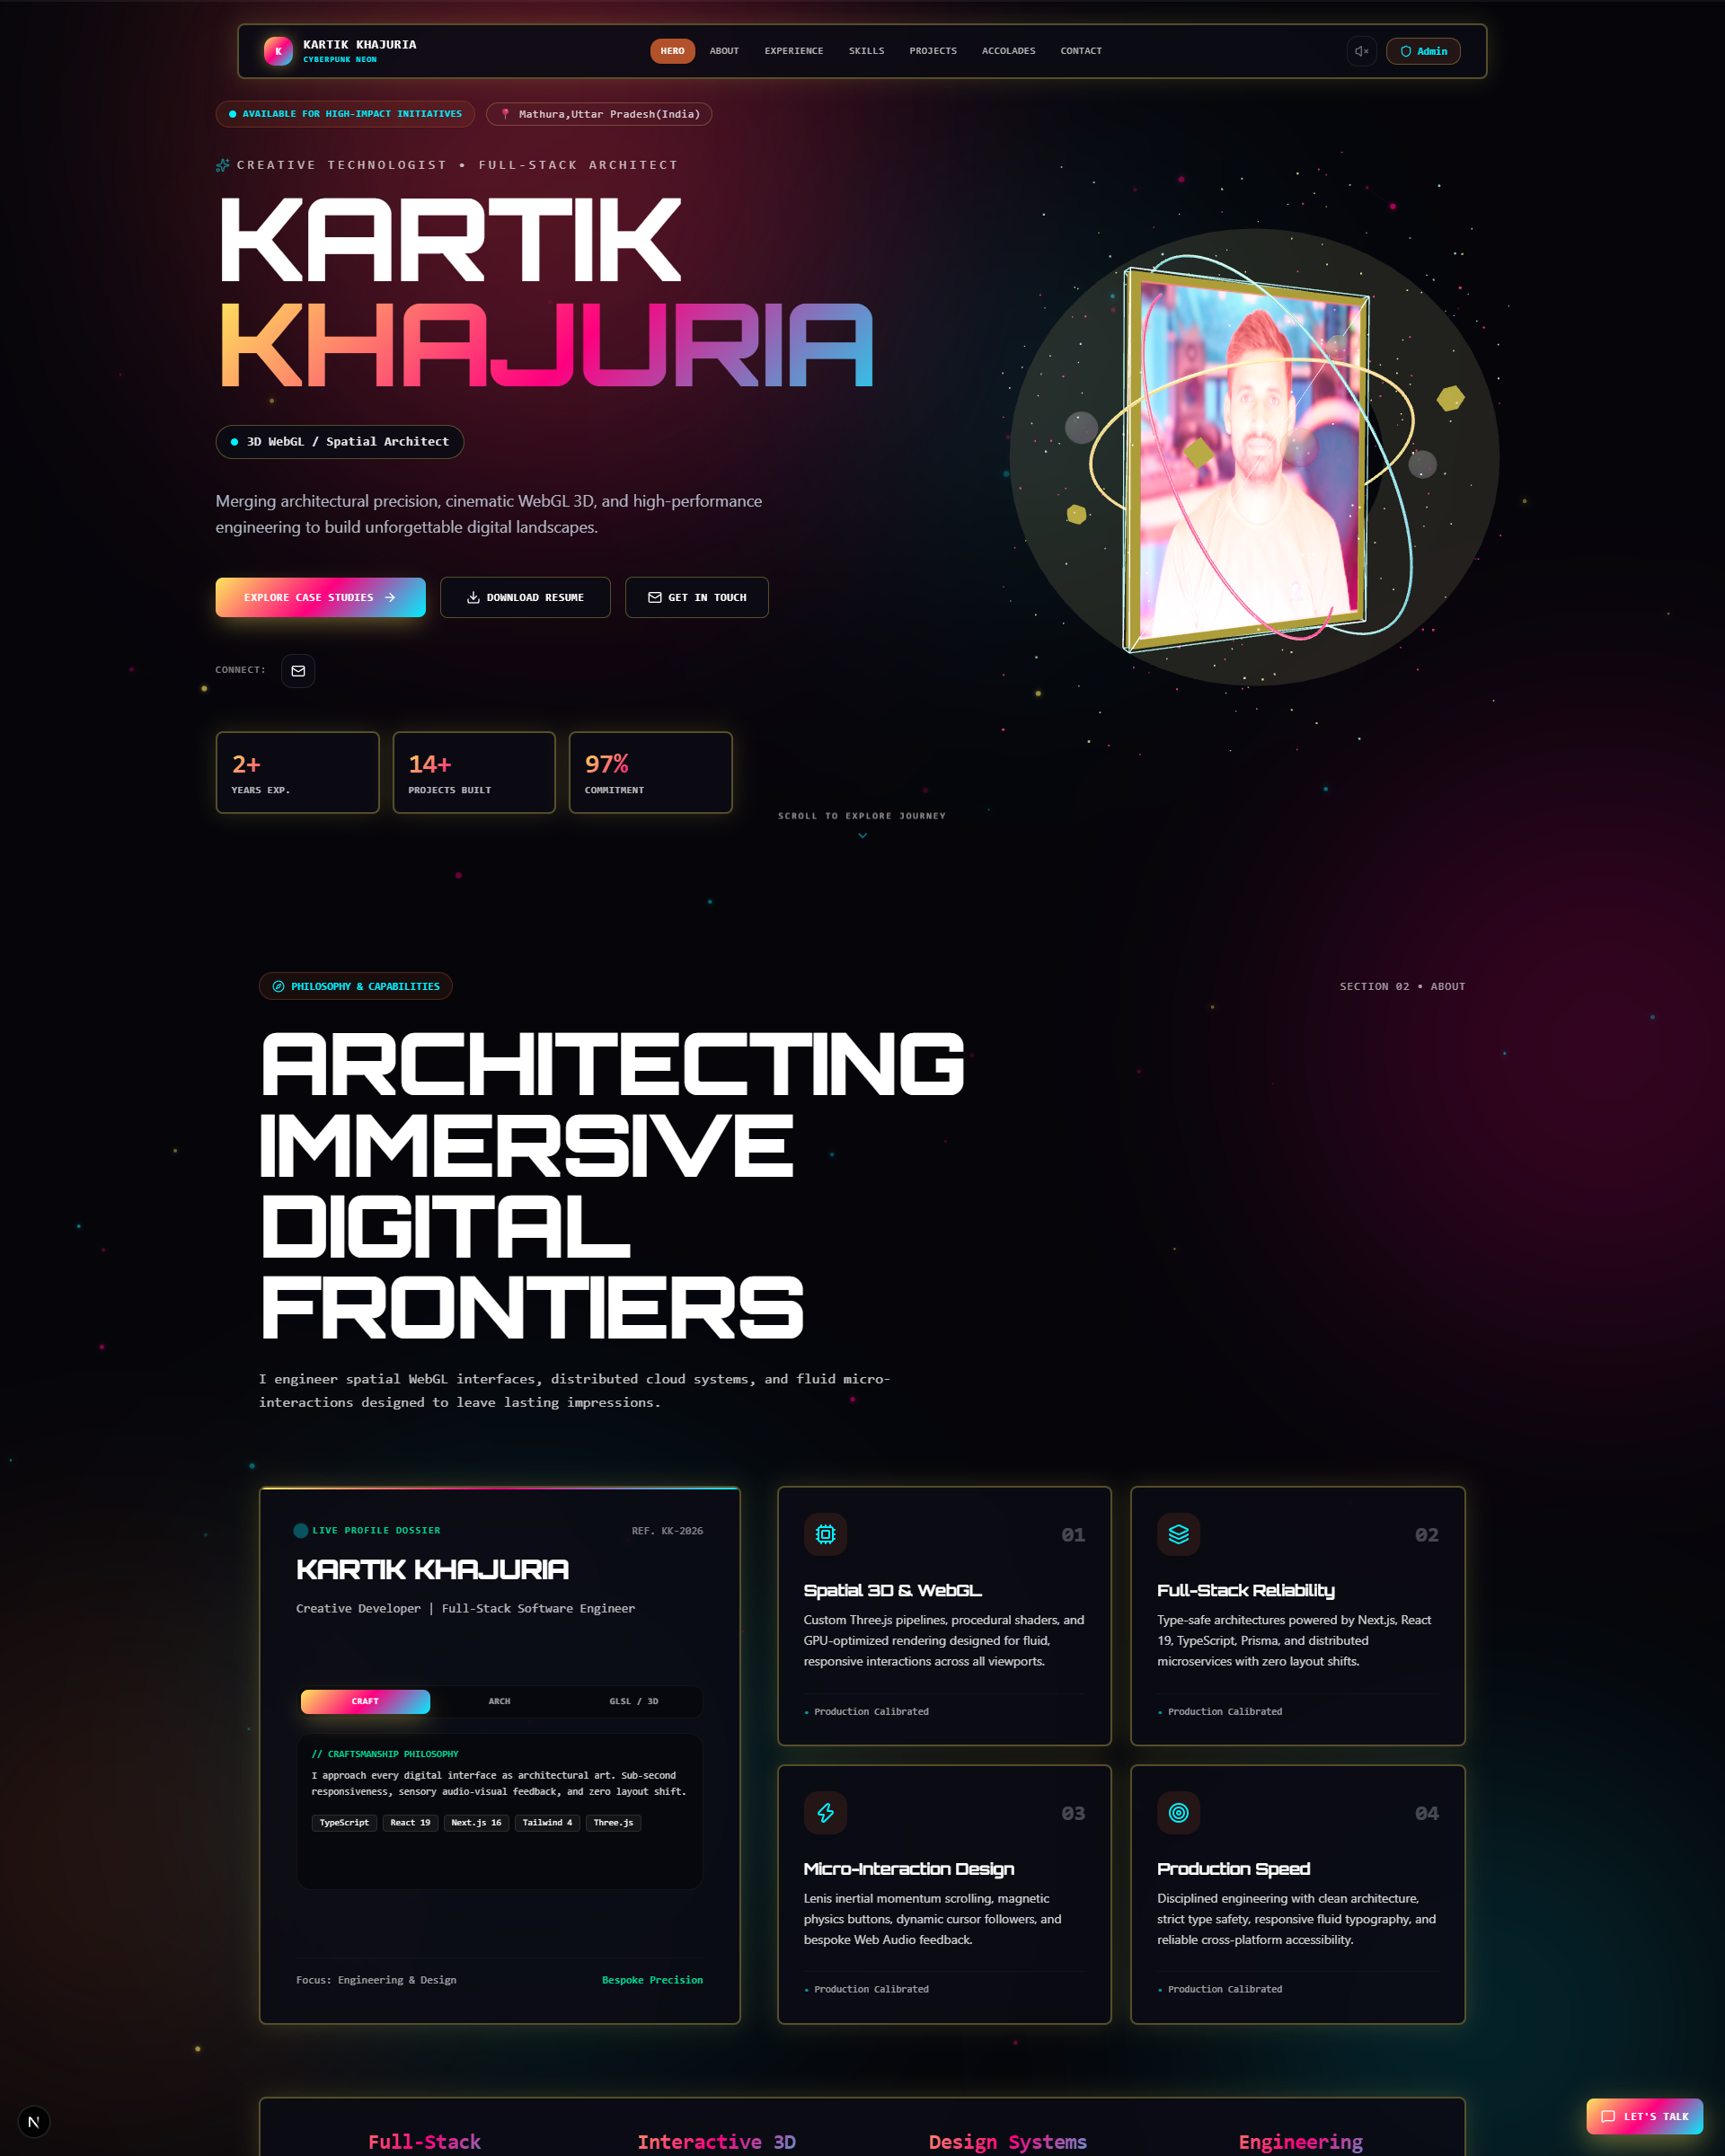 K
KARTIK KHAJURIA
CYBERPUNK NEON
HERO
ABOUT
EXPERIENCE
SKILLS
PROJECTS
ACCOLADES
CONTACT
Admin
AVAILABLE FOR HIGH-IMPACT INITIATIVES
Mathura,Uttar Pradesh(India)
CREATIVE TECHNOLOGIST • FULL-STACK ARCHITECT
KARTIK
KHAJURIA
3D WebGL / Spatial Architect
Merging architectural precision, cinematic WebGL 3D, and high-performance
engineering to build unforgettable digital landscapes.
EXPLORE CASE STUDIES
DOWNLOAD RESUME
GET IN TOUCH
CONNECT:
2+
YEARS EXP.
14+
PROJECTS BUILT
97%
COMMITMENT
SCROLL TO EXPLORE JOURNEY
PHILOSOPHY & CAPABILITIES
SECTION 02 • ABOUT
ARCHITECTING
IMMERSIVE
DIGITAL
FRONTIERS
I engineer spatial WebGL interfaces, distributed cloud systems, and fluid micro-
interactions designed to leave lasting impressions.
LIVE PROFILE DOSSIER
REF. KK-2026
KARTIK KHAJURIA
Creative Developer | Full-Stack Software Engineer
CRAFT
ARCH
GLSL / 3D
// CRAFTSMANSHIP PHILOSOPHY
I approach every digital interface as architectural art. Sub-second
responsiveness, sensory audio-visual feedback, and zero layout shift.
TypeScript
React 19
Next.js 16
Tailwind 4
Three.js
Focus: Engineering & Design
Bespoke Precision
01
Spatial 3D & WebGL
Custom Three.js pipelines, procedural shaders, and
GPU-optimized rendering designed for fluid,
responsive interactions across all viewports.
• Production Calibrated
02
Full-Stack Reliability
Type-safe architectures powered by Next.js, React
19, TypeScript, Prisma, and distributed
microservices with zero layout shifts.
• Production Calibrated
03
Micro-Interaction Design
Lenis inertial momentum scrolling, magnetic
physics buttons, dynamic cursor followers, and
bespoke Web Audio feedback.
• Production Calibrated
04
Production Speed
Disciplined engineering with clean architecture,
strict type safety, responsive fluid typography, and
reliable cross-platform accessibility.
• Production Calibrated
N
LET'S TALK
Full-Stack
Interactive 3D
Design Systems
Engineering